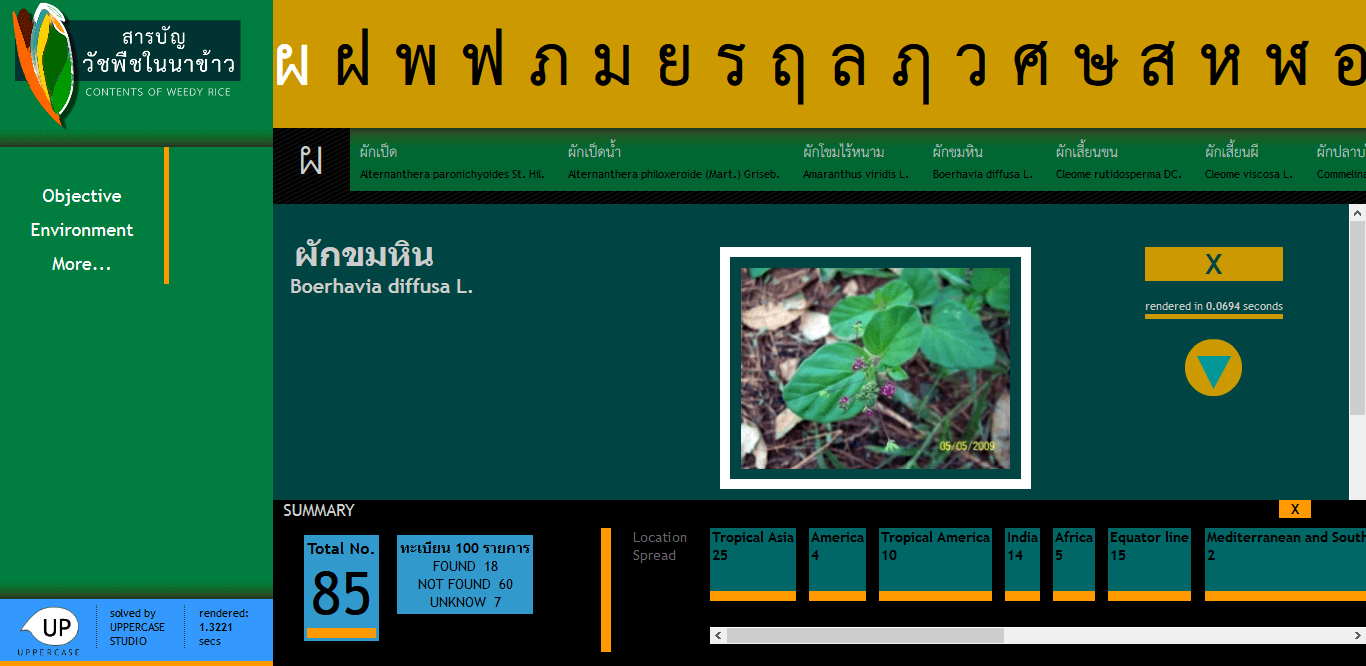 สารบัญ
วัชพืชในนาข้าว
CONTENTS OF WEEDY RICE
ผ ฝ พ ฟ ภ ม ย ร ฤ ล ฦ ว ศ ษ ส ห ฬ อ
Objective
Environment
More...
ผ
ผักเป็ด
Alternanthera paronichyoides St. Hil.
ผักเป็ดน้ำ
Alternanthera philoxeroide (Mart.) Griseb.
ผักโขมไร้หนาม
Amaranthus viridis L.
ผักขมหิน
Boerhavia diffusa L.
ผักเสี้ยนขน
Cleome rutidosperma DC.
ผักเสี้ยนผี
Cleome viscosa L.
ผักปลาบ
Commelina
ผักขมหิน
Boerhavia diffusa L.
05/05/2009
X
rendered in 0.0694 seconds
SUMMARY
X
Total No.
85
ทะเบียน 100 รายการ
FOUND 18
NOT FOUND 60
UNKNOW 7
Location
Spread
Tropical Asia
25
America
4
Tropical America
10
India
14
Africa
5
Equator line
15
Mediterranean and South
2
UP
UPPERCASE
solved by
UPPERCASE
STUDIO
rendered:
1.3221
secs